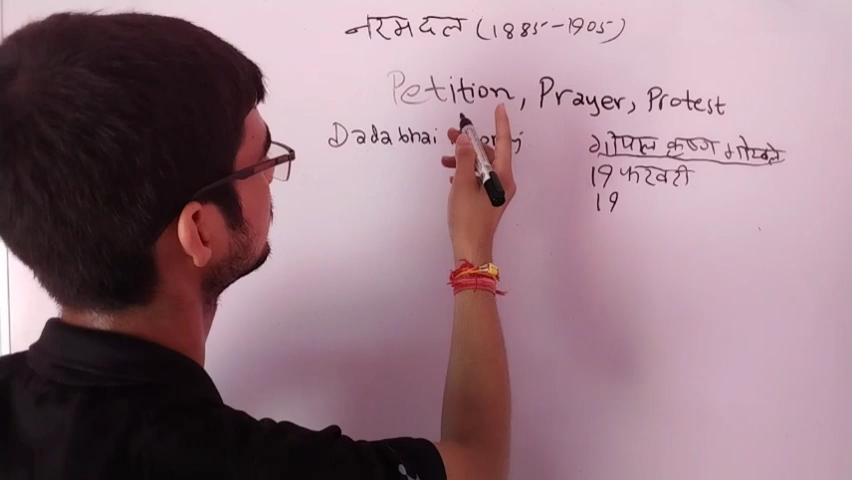 नरमदल (1885-1905)
Petition, Prayer, Protest
Dadabhai
गोपाल कृष्ण गोखले
19 फरवरी
19